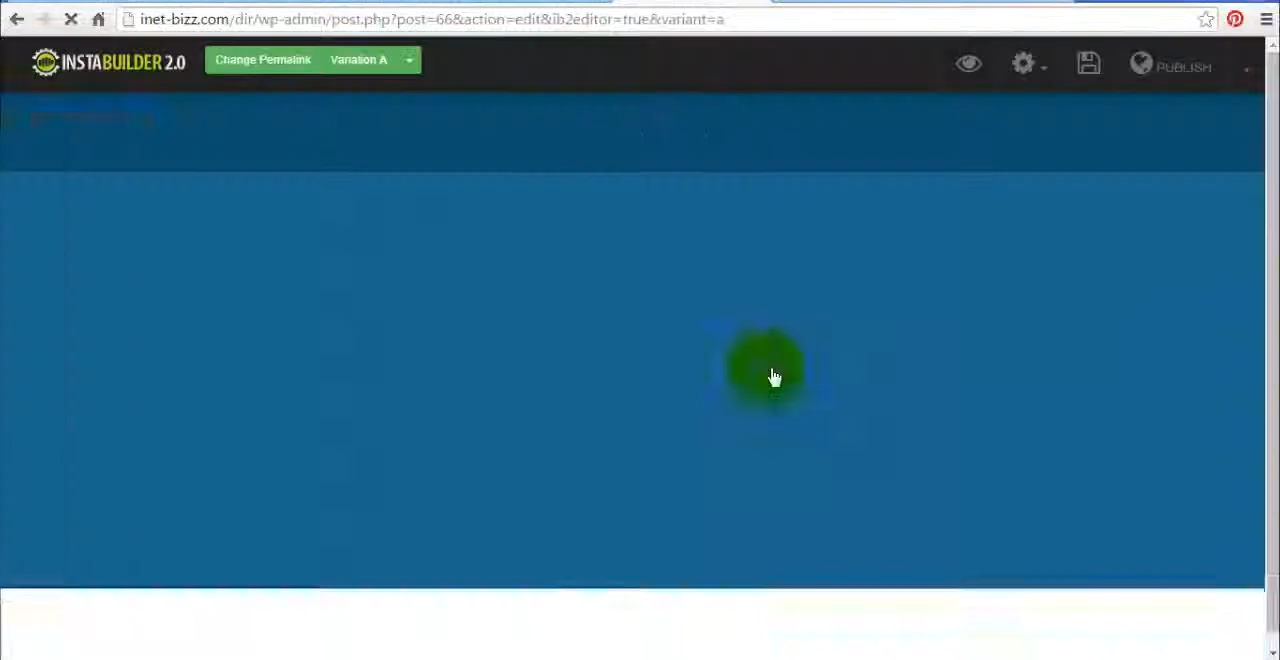 inet-bizz.com/dir/wp-admin/post.php?post=66&action=edit&ib2editor=true&variant=a
INSTABUILDER 2.0 Change Permalink Variation A PUBLISH